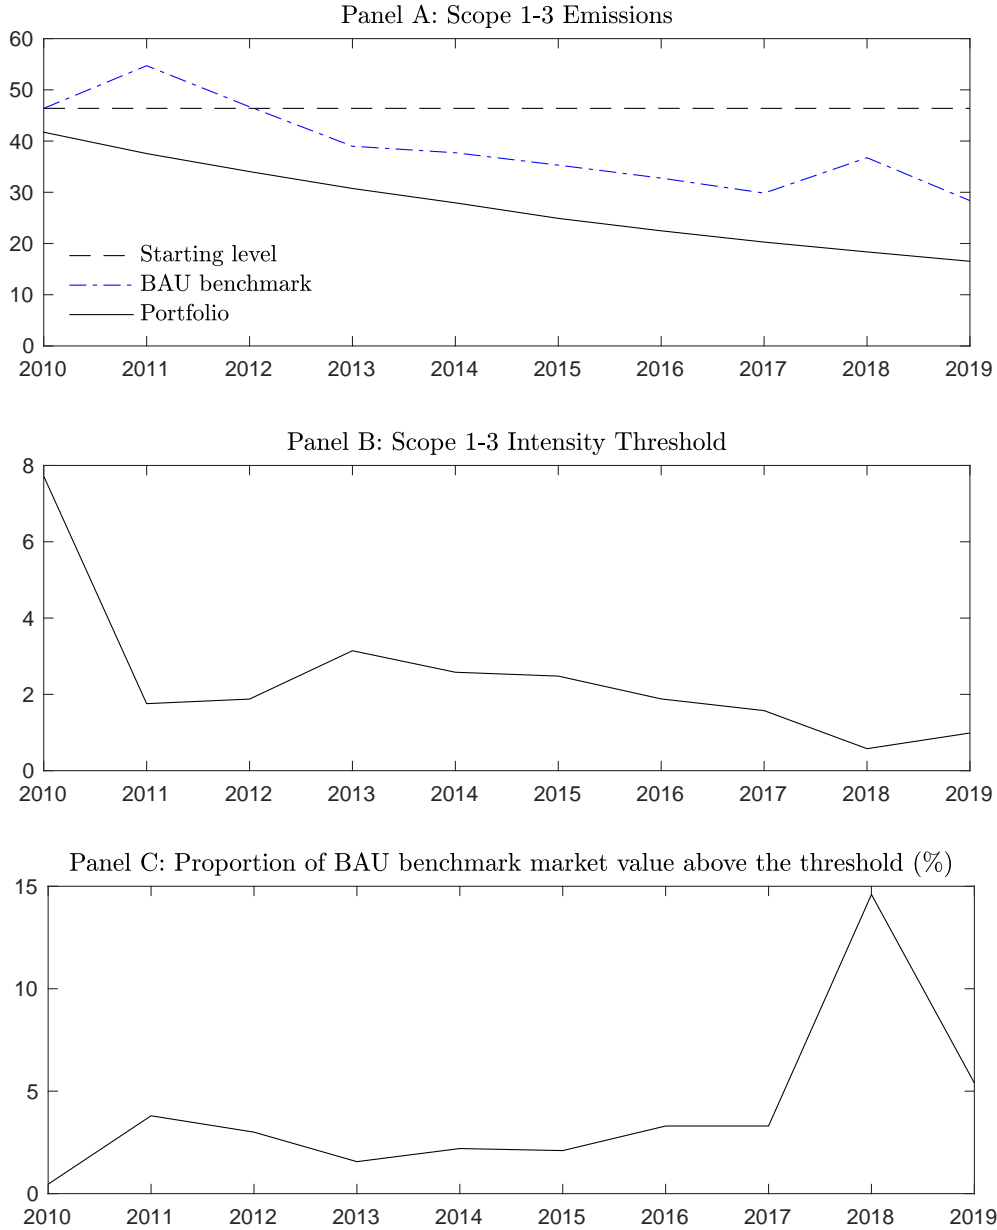 Panel A: Scope 1-3 Emissions
60
50
40
30
20
10
0
Starting level
BAU benchmark
Portfolio
2010 2011 2012 2013 2014 2015 2016 2017 2018 2019
Panel B: Scope 1-3 Intensity Threshold
8
6
4
2
0
2010 2011 2012 2013 2014 2015 2016 2017 2018 2019
Panel C: Proportion of BAU benchmark market value above the threshold (%)
15
10
5
0
2010 2011 2012 2013 2014 2015 2016 2017 2018 2019